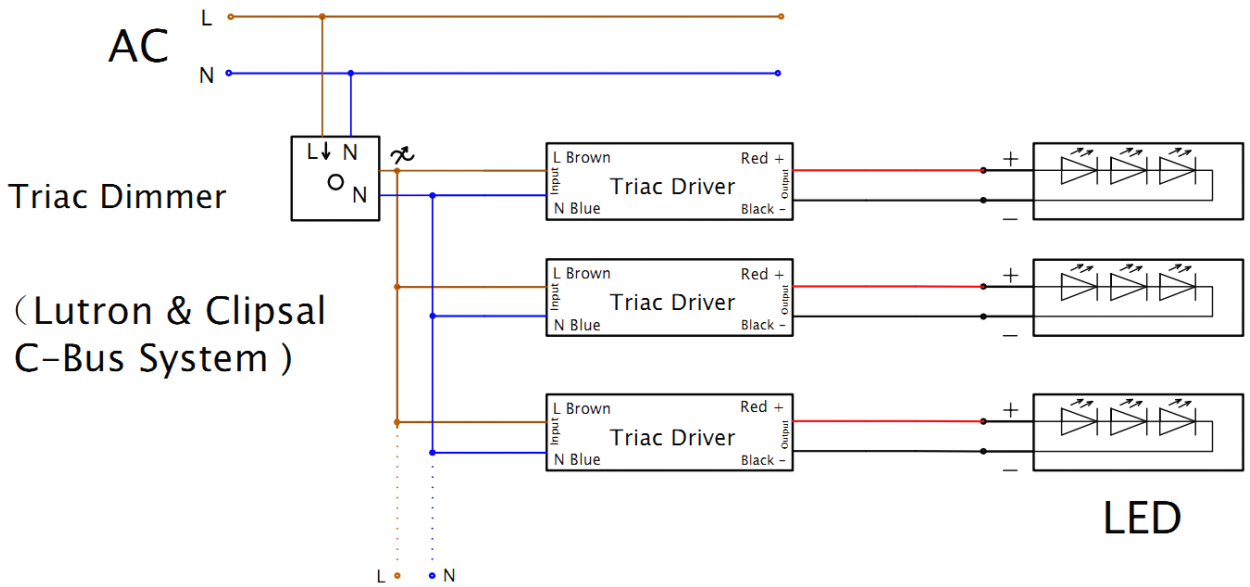 L
AC
N
L N
N
Triac Dimmer
（Lutron & Clipsal
C-Bus System )
L Brown
Input
N Blue
Triac Driver
Red +
Output
Black -
+
−
L Brown
Input
N Blue
Triac Driver
Red +
Output
Black -
+
−
L Brown
Input
N Blue
Triac Driver
Red +
Output
Black -
+
−
LED
L
N